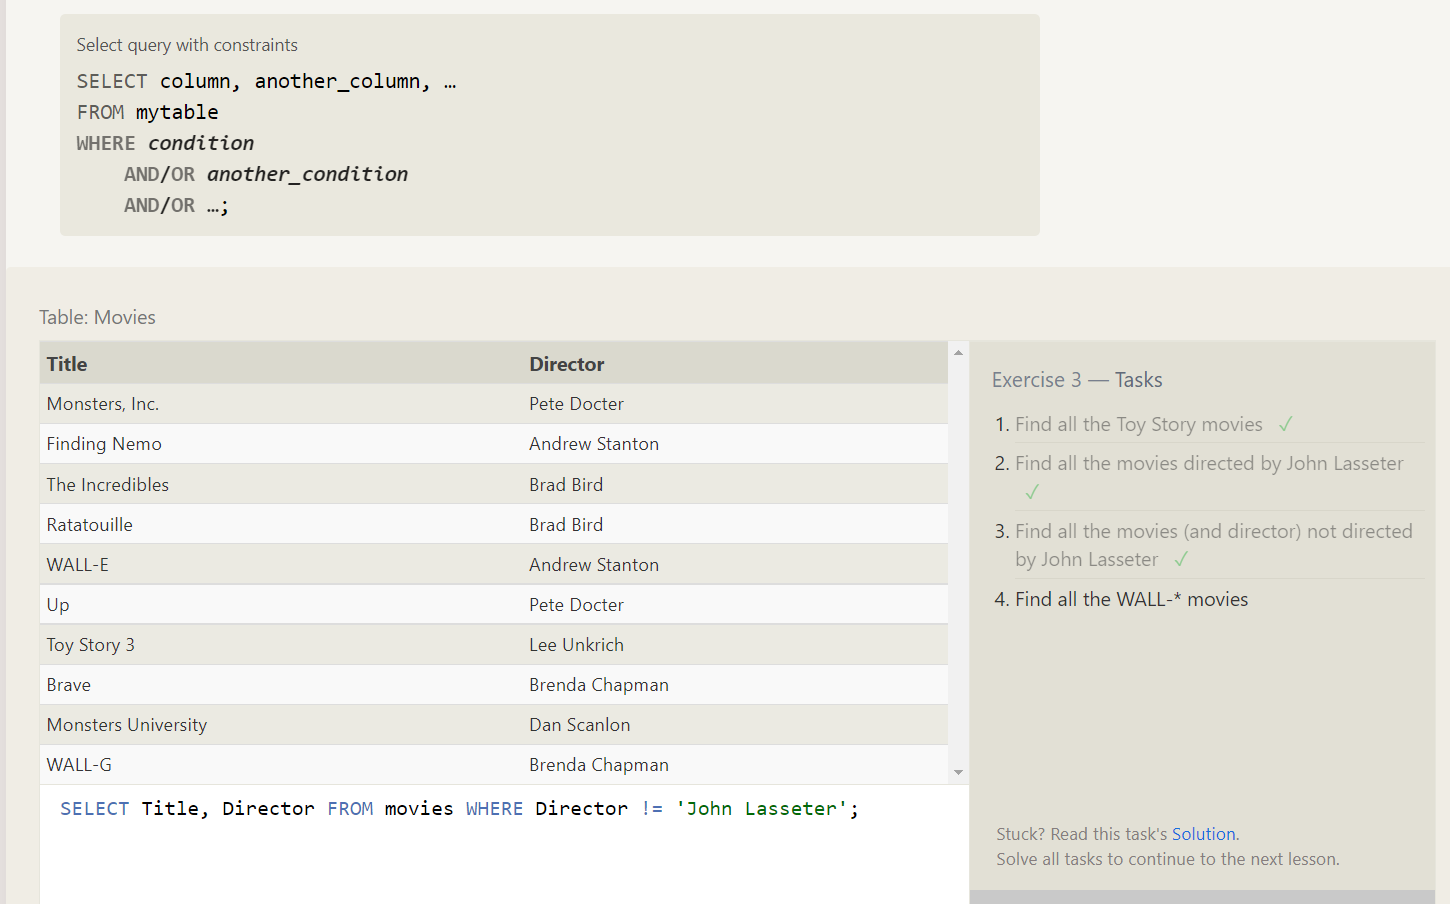 Select query with constraints
SELECT column, another_column, …
FROM mytable
WHERE condition
AND/OR another_condition
AND/OR …;
Table: Movies
Title Director
Monsters, Inc. Pete Docter
Finding Nemo Andrew Stanton
The Incredibles Brad Bird
Ratatouille Brad Bird
WALL-E Andrew Stanton
Up Pete Docter
Toy Story 3 Lee Unkrich
Brave Brenda Chapman
Monsters University Dan Scanlon
WALL-G Brenda Chapman
SELECT Title, Director FROM movies WHERE Director != 'John Lasseter';
Exercise 3 — Tasks
1. Find all the Toy Story movies ✓
2. Find all the movies directed by John Lasseter
✓
3. Find all the movies (and director) not directed
by John Lasseter ✓
4. Find all the WALL-* movies
Stuck? Read this task's Solution.
Solve all tasks to continue to the next lesson.